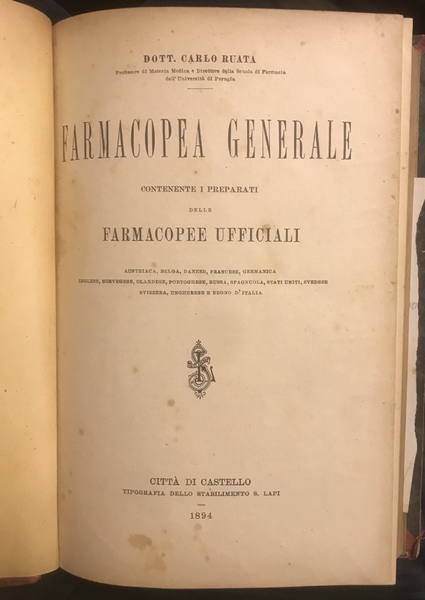 DOTT. CARLO RUATA
Professore di Materia Medica e Direttore della Scuola di Farmacia
dell'Università di Perugia
FARMACOPEA GENERALE
CONTENENTE I PREPARATI
DELLE
FARMACOPEE UFFICIALI
AUSTRIACA, BELGA, DANESE, FRANCESE, GERMANICA
INGLESE, NORVEGESE, OLANDESE, PORTOGHESE, RUSSA, SPAGNUOLA, STATI UNITI, SVEDESE
SVIZZERA, UNGHERESE E REGNO D'ITALIA
CITTÀ DI CASTELLO
TIPOGRAFIA DELLO STABILIMENTO S. LAPI
1894